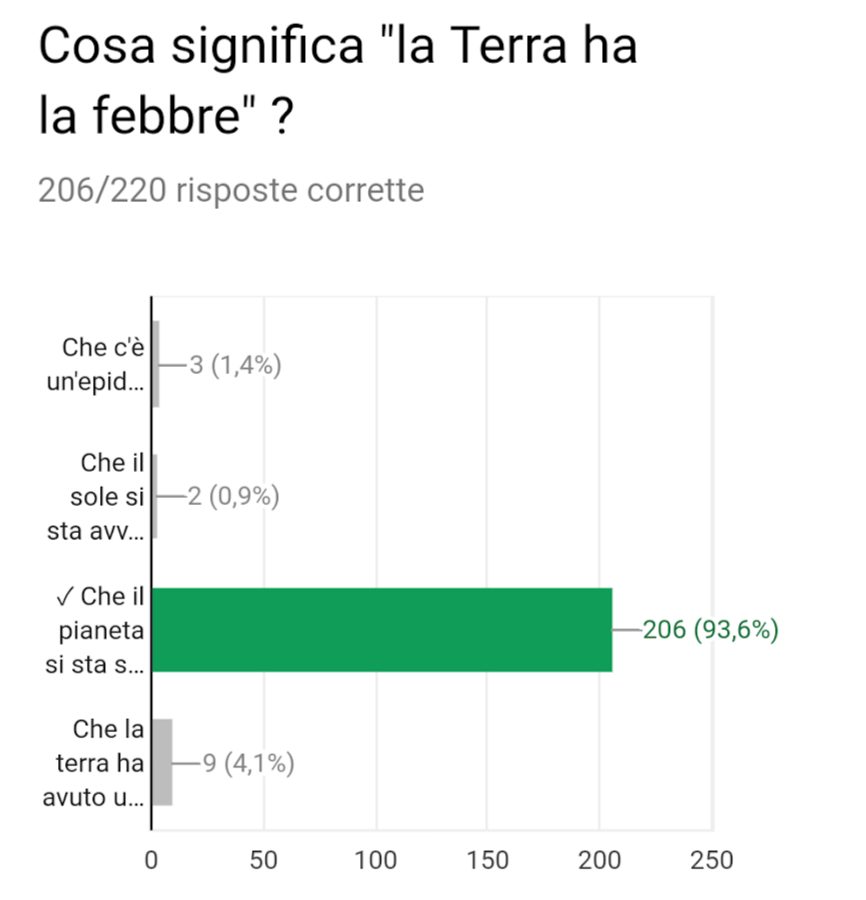 Cosa significa "la Terra ha
la febbre" ?
206/220 risposte corrette
Che c'è
un'epid...
3 (1,4%)
Che il
sole si
sta avv...
2 (0,9%)
✓ Che il
pianeta
si sta s...
206 (93,6%)
Che la
terra ha
avuto u...
9 (4,1%)
0 50 100 150 200 250